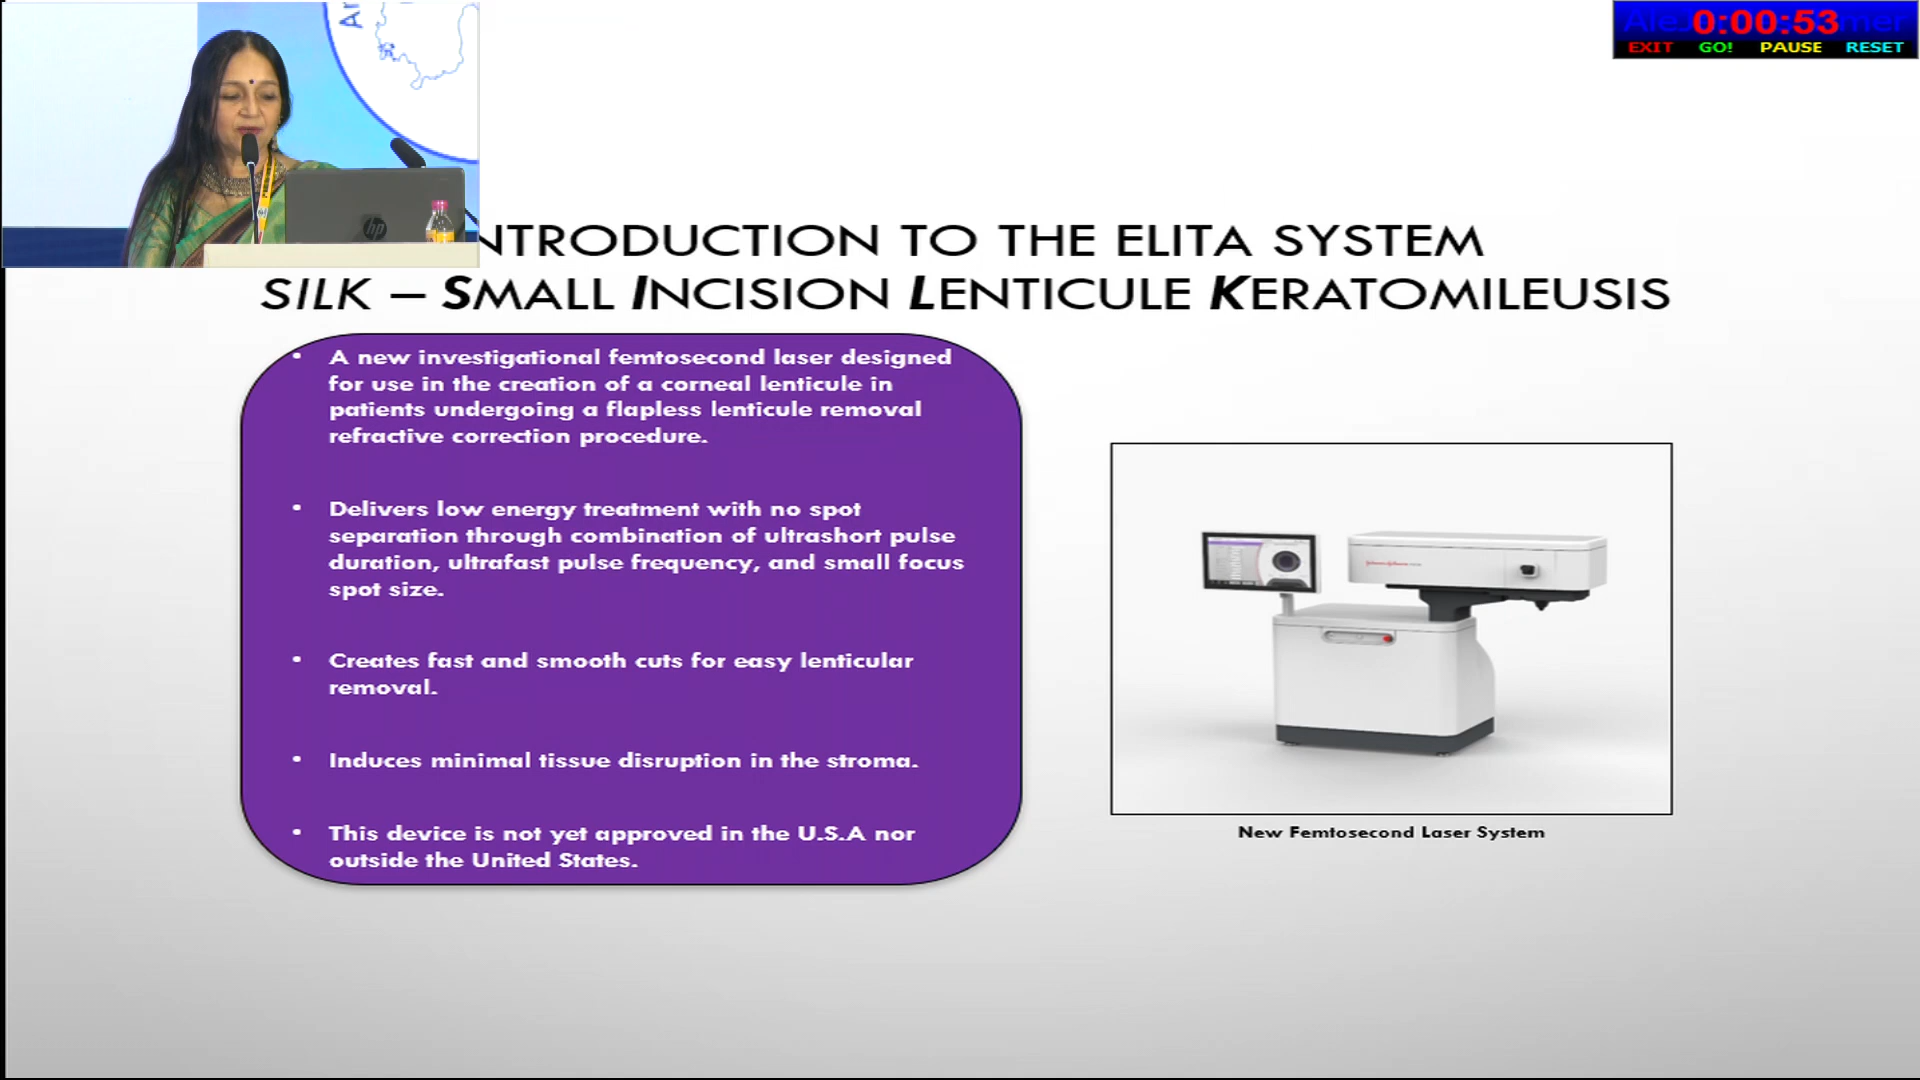 0:00:53
EXIT GO! PAUSE RESET
hp
NTRODUCTION TO THE ELITA SYSTEM
SILK – SMALL INCISION LENTICULE KERATOMILEUSIS
• A new investigational femtosecond laser designed
for use in the creation of a corneal lenticule in
patients undergoing a flapless lenticule removal
refractive correction procedure.
• Delivers low energy treatment with no spot
separation through combination of ultrashort pulse
duration, ultrafast pulse frequency, and small focus
spot size.
• Creates fast and smooth cuts for easy lenticular
removal.
• Induces minimal tissue disruption in the stroma.
• This device is not yet approved in the U.S.A nor
outside the United States.
New Femtosecond Laser System